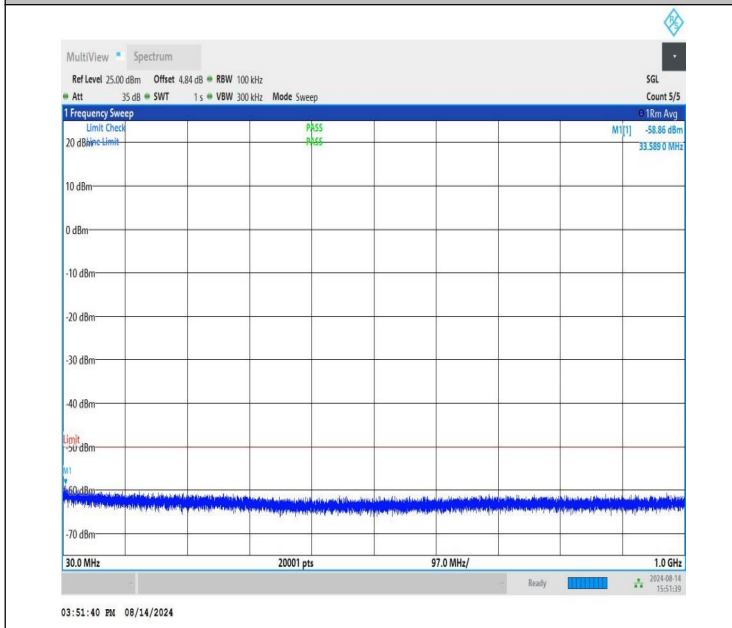 MultiView Spectrum
Ref Level 25.00 dBm Offset 4.84 dB RBW 100 kHz SGL
Att 35 dB SWT 1 s VBW 300 kHz Mode Sweep Count 5/5
1 Frequency Sweep 1Rm Avg
Limit Check PASS M1[1] -58.86 dBm
20 dBm Line Limit PASS 33.589 0 MHz
10 dBm
0 dBm
-10 dBm
-20 dBm
-30 dBm
-40 dBm
Limit
-50 dBm
M1
-60 dBm
-70 dBm
30.0 MHz 20001 pts 97.0 MHz/ 1.0 GHz
Ready 2024-08-14
15:51:39
03:51:40 PM 08/14/2024